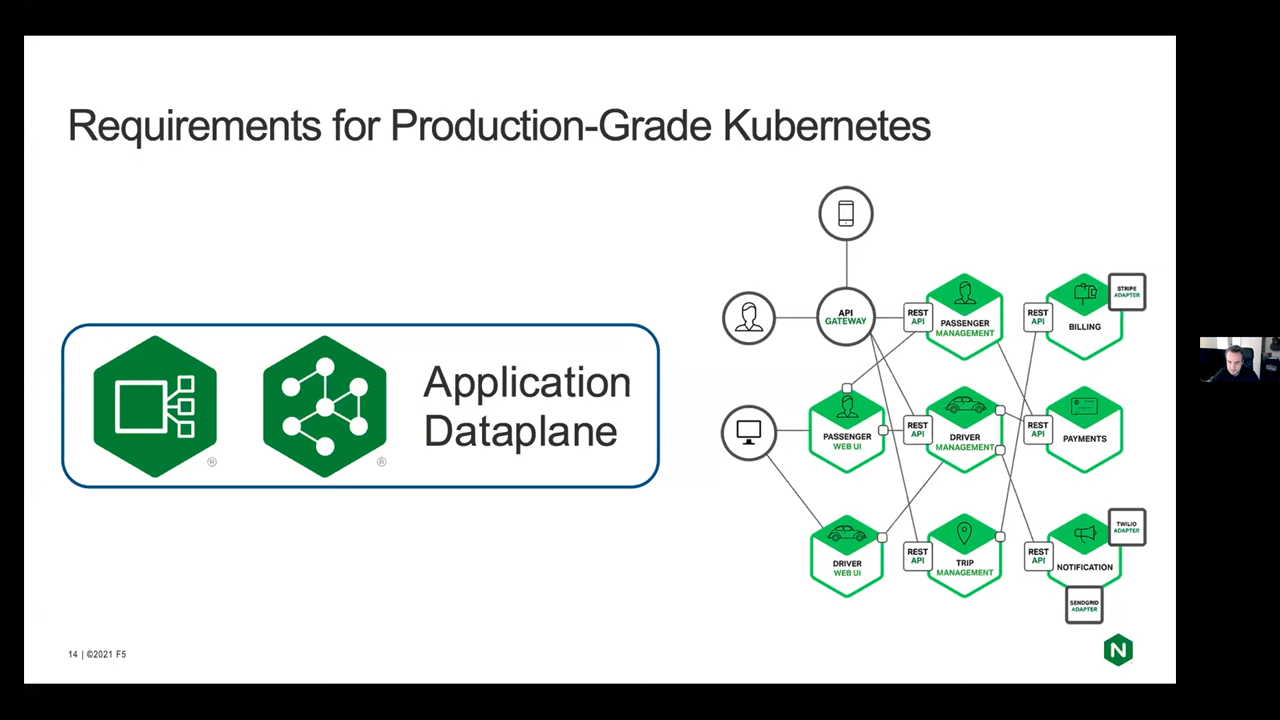 Requirements for Production-Grade Kubernetes
Application
Dataplane
®
®
API
GATEWAY
REST
API
PASSENGER
MANAGEMENT
REST
API
BILLING
STRIPE
ADAPTER
PASSENGER
WEB UI
REST
API
DRIVER
MANAGEMENT
REST
API
PAYMENTS
DRIVER
WEB UI
REST
API
TRIP
MANAGEMENT
REST
API
NOTIFICATION
TWILIO
ADAPTER
SENDGRID
ADAPTER
14 | ©2021 F5
N